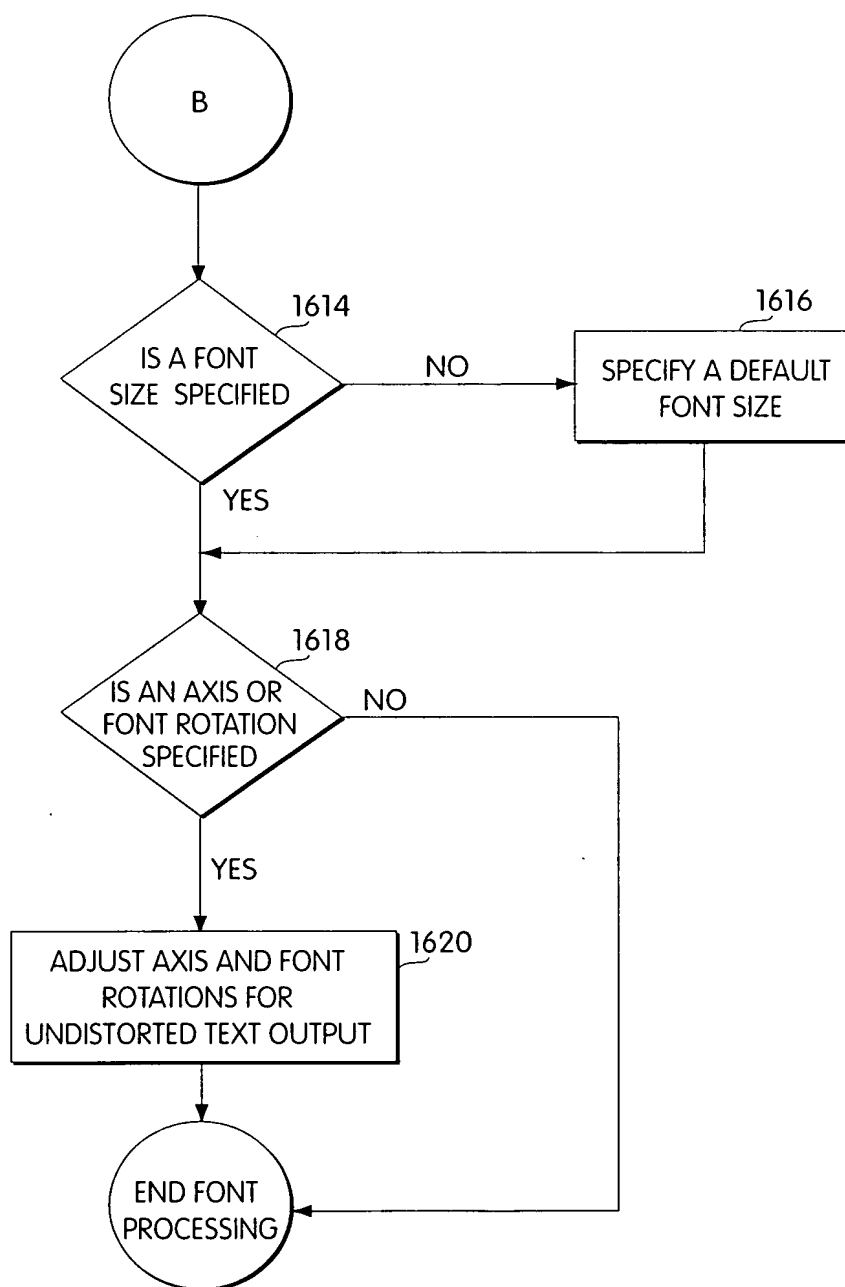 B
1614
IS A FONT
SIZE SPECIFIED
NO
1616
SPECIFY A DEFAULT
FONT SIZE
YES
1618
IS AN AXIS OR
FONT ROTATION
SPECIFIED
NO
YES
1620
ADJUST AXIS AND FONT
ROTATIONS FOR
UNDISTORTED TEXT OUTPUT
END FONT
PROCESSING